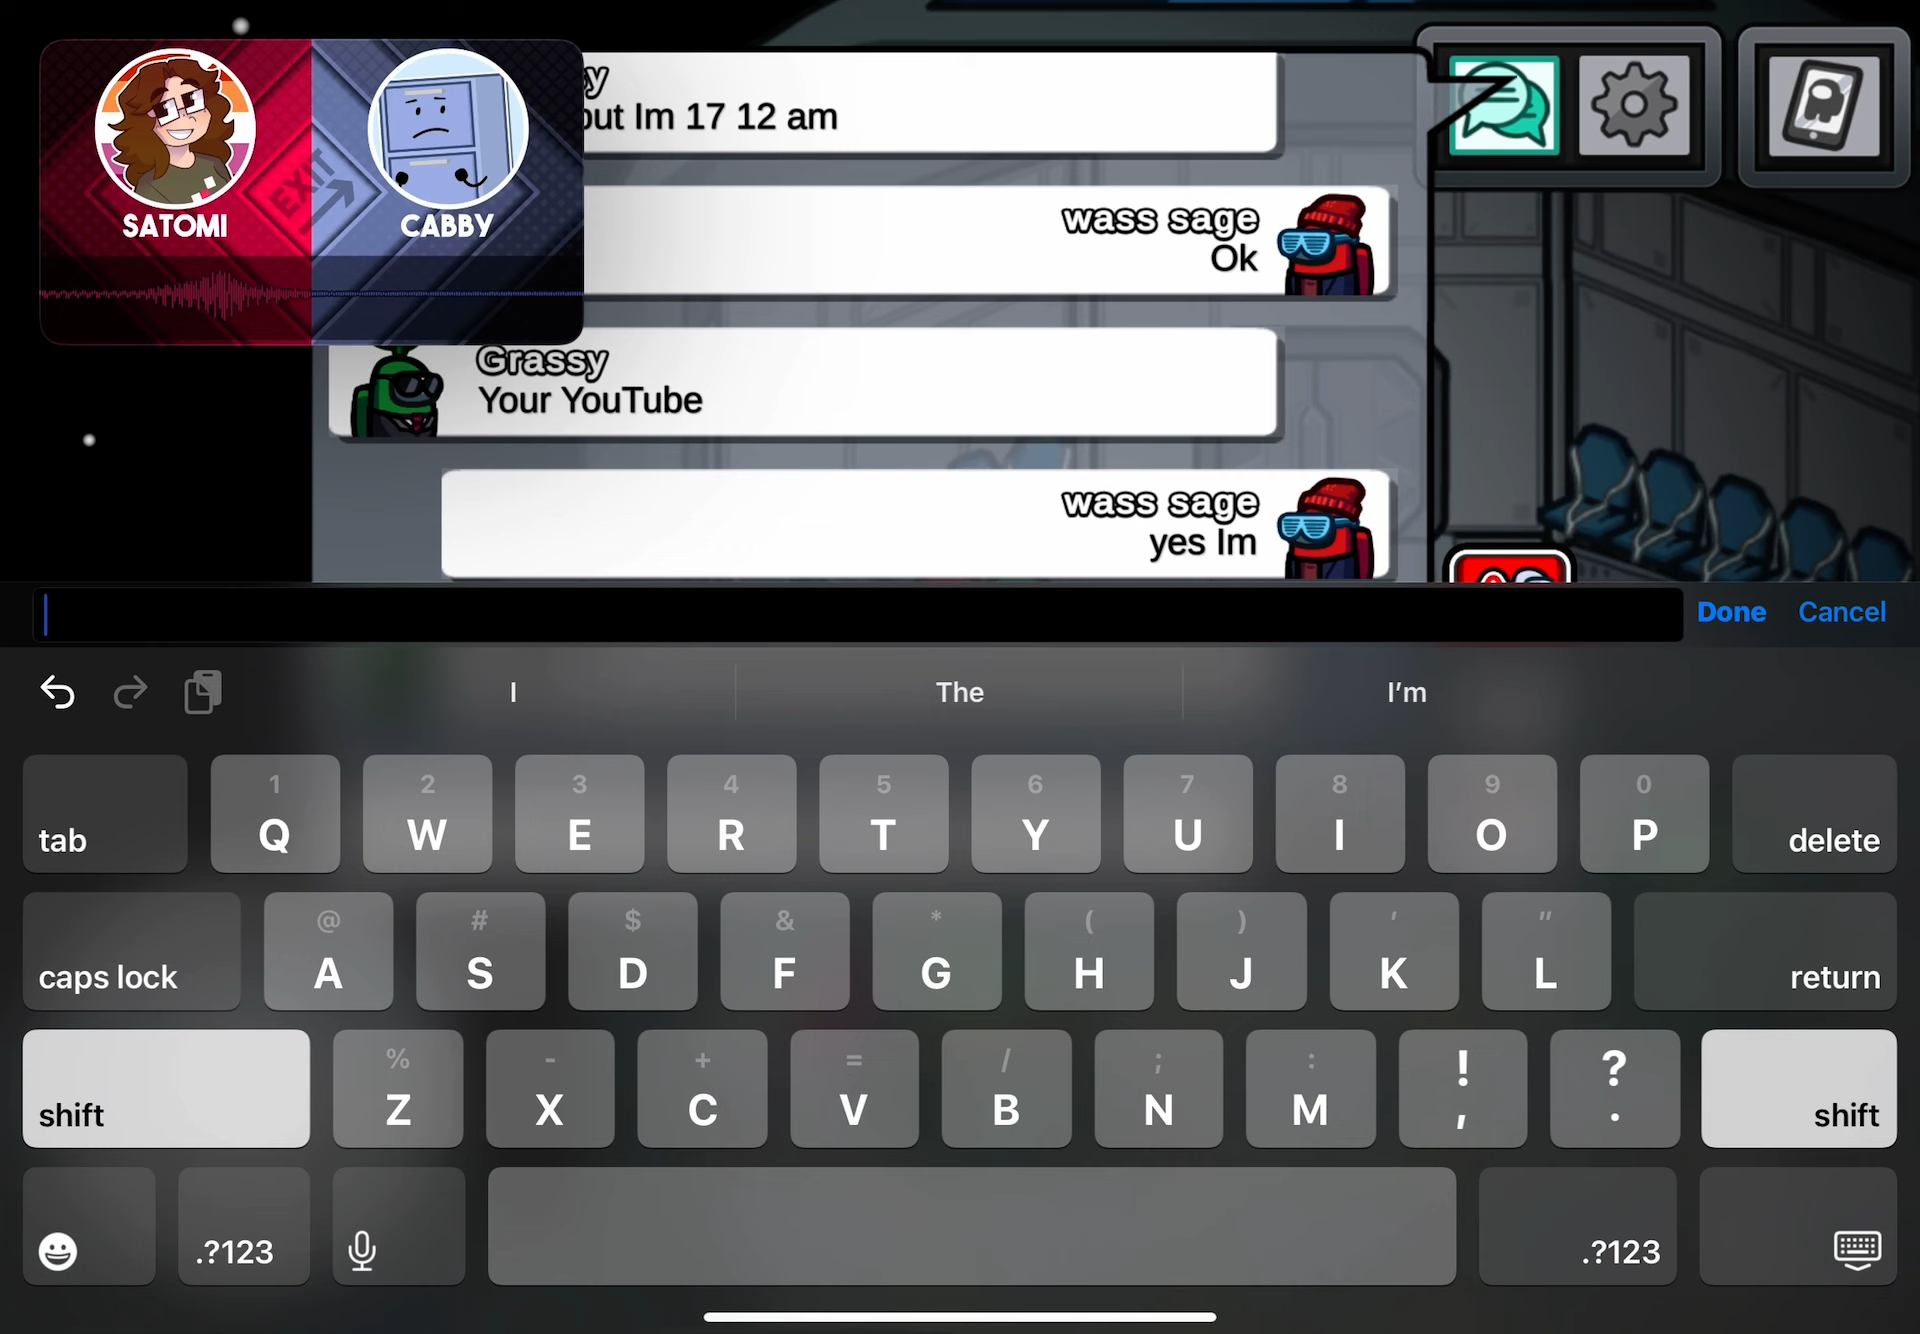 SATOMI
CABBY
EXIT
y
out Im 17 12 am
wass sage
Ok
Grassy
Your YouTube
wass sage
yes Im
Done Cancel
I The I'm
1 2 3 4 5 6 7 8 9 0
tab Q W E R T Y U I O P delete
@ # $ & * ( ) ' "
caps lock A S D F G H J K L return
% - + = / ; : ! ?
shift Z X C V B N M , . shift
.?123 .?123